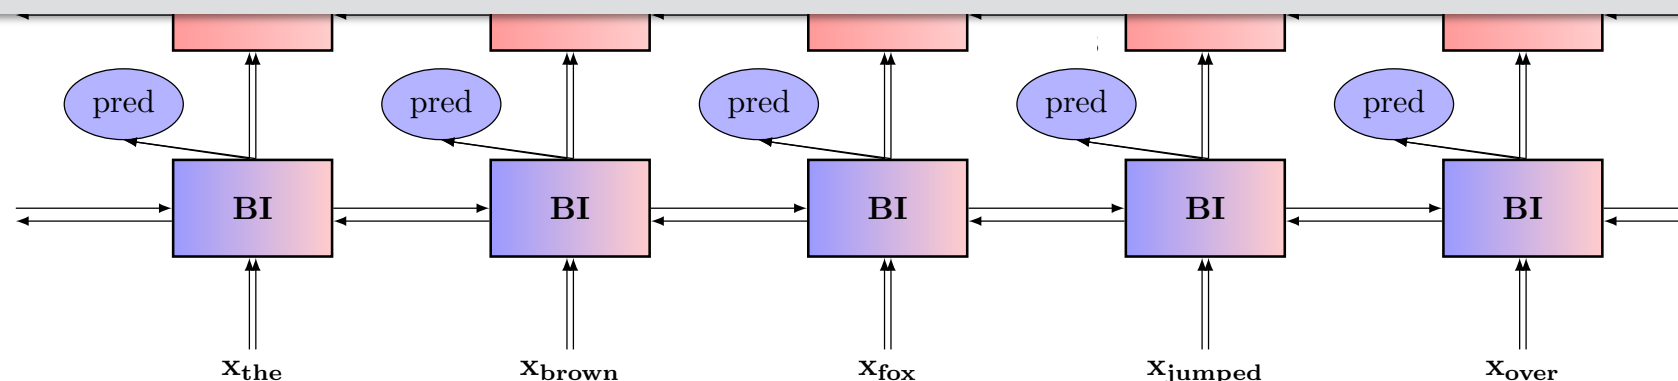 pred pred pred pred pred
BI BI BI BI BI
x_the x_brown x_fox x_jumped x_over